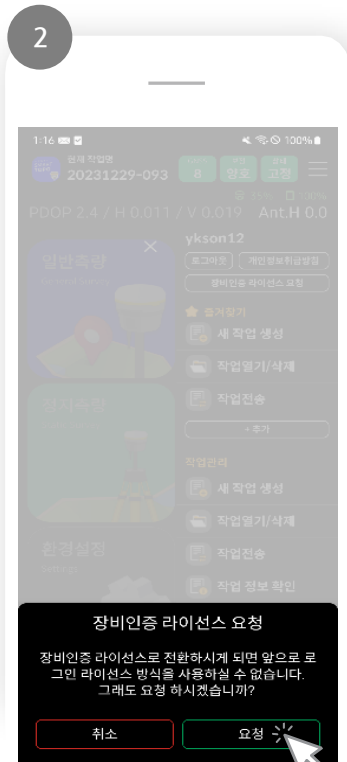 2
1:16 100%
현재 작업명
20231229-093
8 양호 고정
35% 100%
PDOP 2.4 / H 0.011 / V 0.019 Ant.H 0.0
일반측량
ykson12
로그아웃 개인정보취급방침
장비인증 라이선스 요청
즐겨찾기
새 작업 생성
작업열기/삭제
작업전송
+ 추가
작업관리
새 작업 생성
작업열기/삭제
환경설정
작업전송
작업 정보 확인
장비인증 라이선스 요청
장비인증 라이선스로 전환하시게 되면 앞으로 로
그인 라이선스 방식을 사용하실 수 없습니다.
그래도 요청 하시겠습니까?
취소 요청